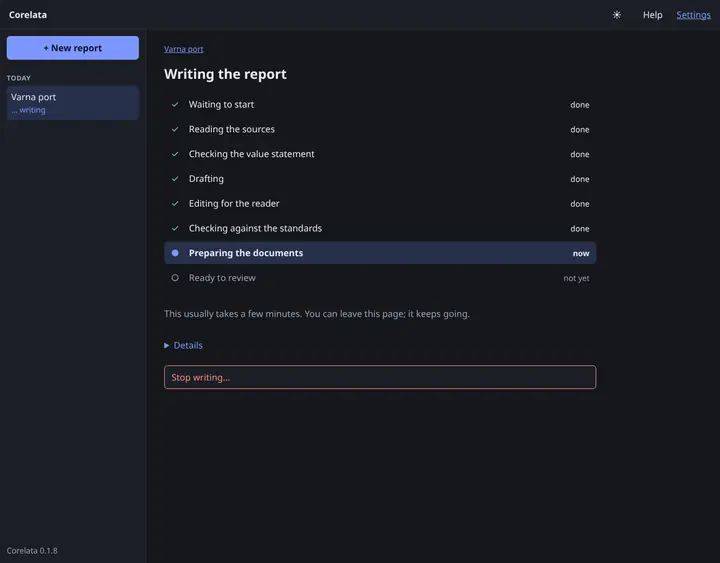 Corelata
☀ Help Settings
+ New report
TODAY
Varna port
... writing
Varna port
Writing the report
✓ Waiting to start done
✓ Reading the sources done
✓ Checking the value statement done
✓ Drafting done
✓ Editing for the reader done
✓ Checking against the standards done
Preparing the documents now
Ready to review not yet
This usually takes a few minutes. You can leave this page; it keeps going.
▶ Details
Stop writing...
Corelata 0.1.8